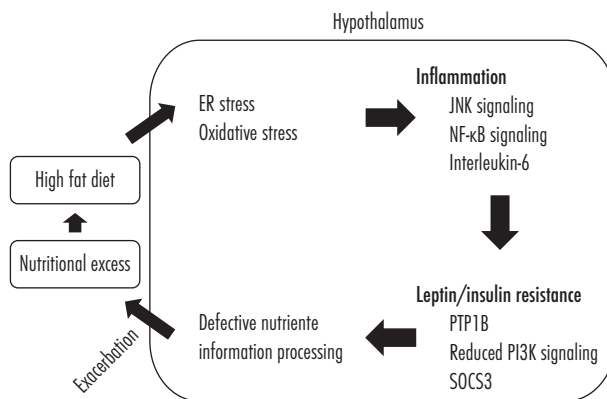 Hypothalamus
ER stress
Oxidative stress
Inflammation
JNK signaling
NF-κB signaling
Interleukin-6
High fat diet
Nutritional excess
Exacerbation
Defective nutriente
information processing
Leptin/insulin resistance
PTP1B
Reduced PI3K signaling
SOCS3